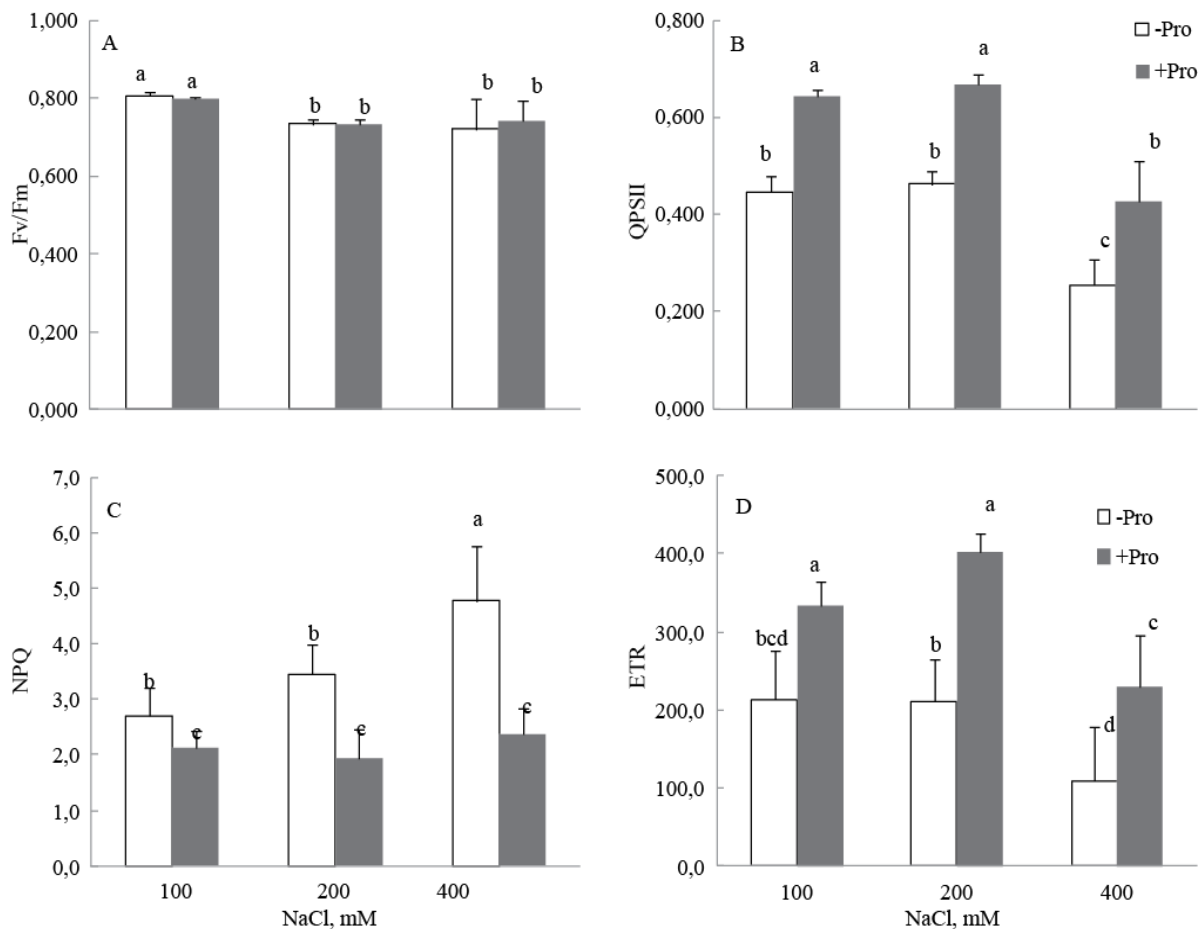 1,000
0,800
0,600
0,400
0,200
0,000
Fv/Fm
A
a a
b b
b b
0,800
0,600
0,400
0,200
0,000
QPSII
B
-Pro
+Pro
b a
b a
c b
7,0
6,0
5,0
4,0
3,0
2,0
1,0
0,0
NPQ
C
b c
b c
a c
100 200 400
NaCl, mM
500,0
400,0
300,0
200,0
100,0
0,0
ETR
D
-Pro
+Pro
bcd a
b a
d c
100 200 400
NaCl, mM